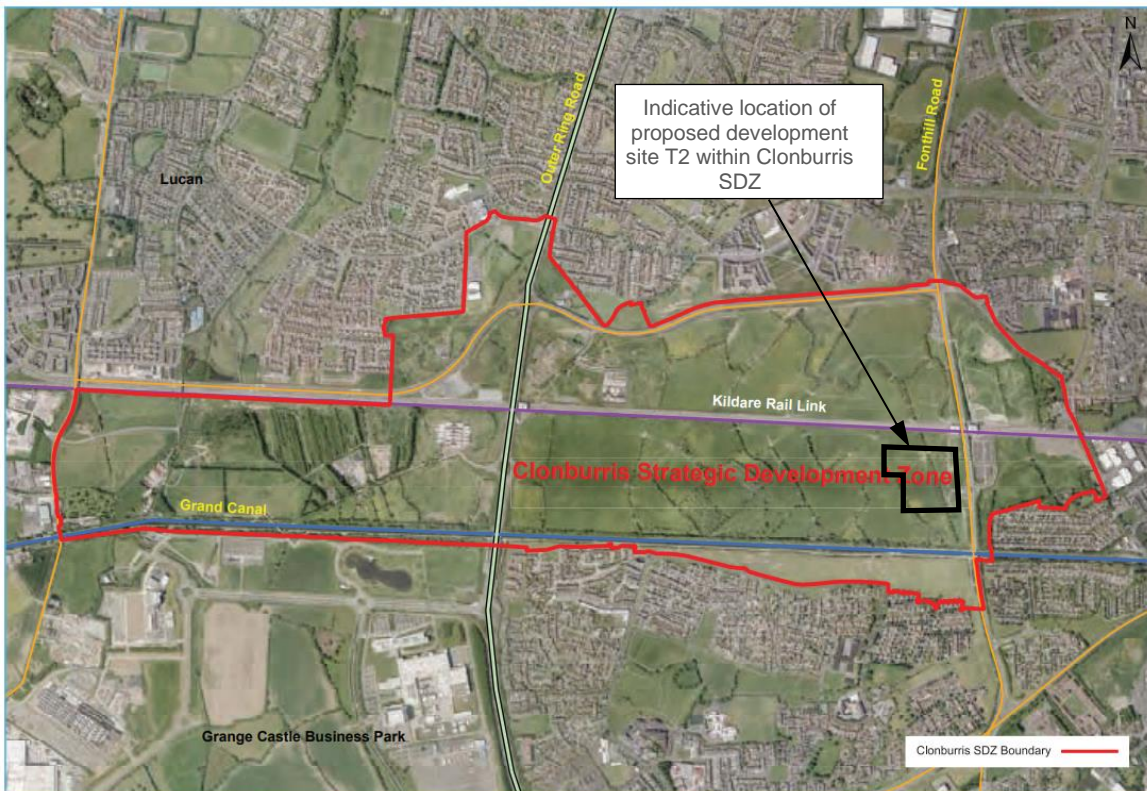 N
Indicative location of
proposed development
site T2 within Clonburris
SDZ
Outer Ring Road
Fonthill Road
Lucan
Kildare Rail Link
Clonburris Strategic Development Zone
Grand Canal
Grange Castle Business Park
Clonburris SDZ Boundary